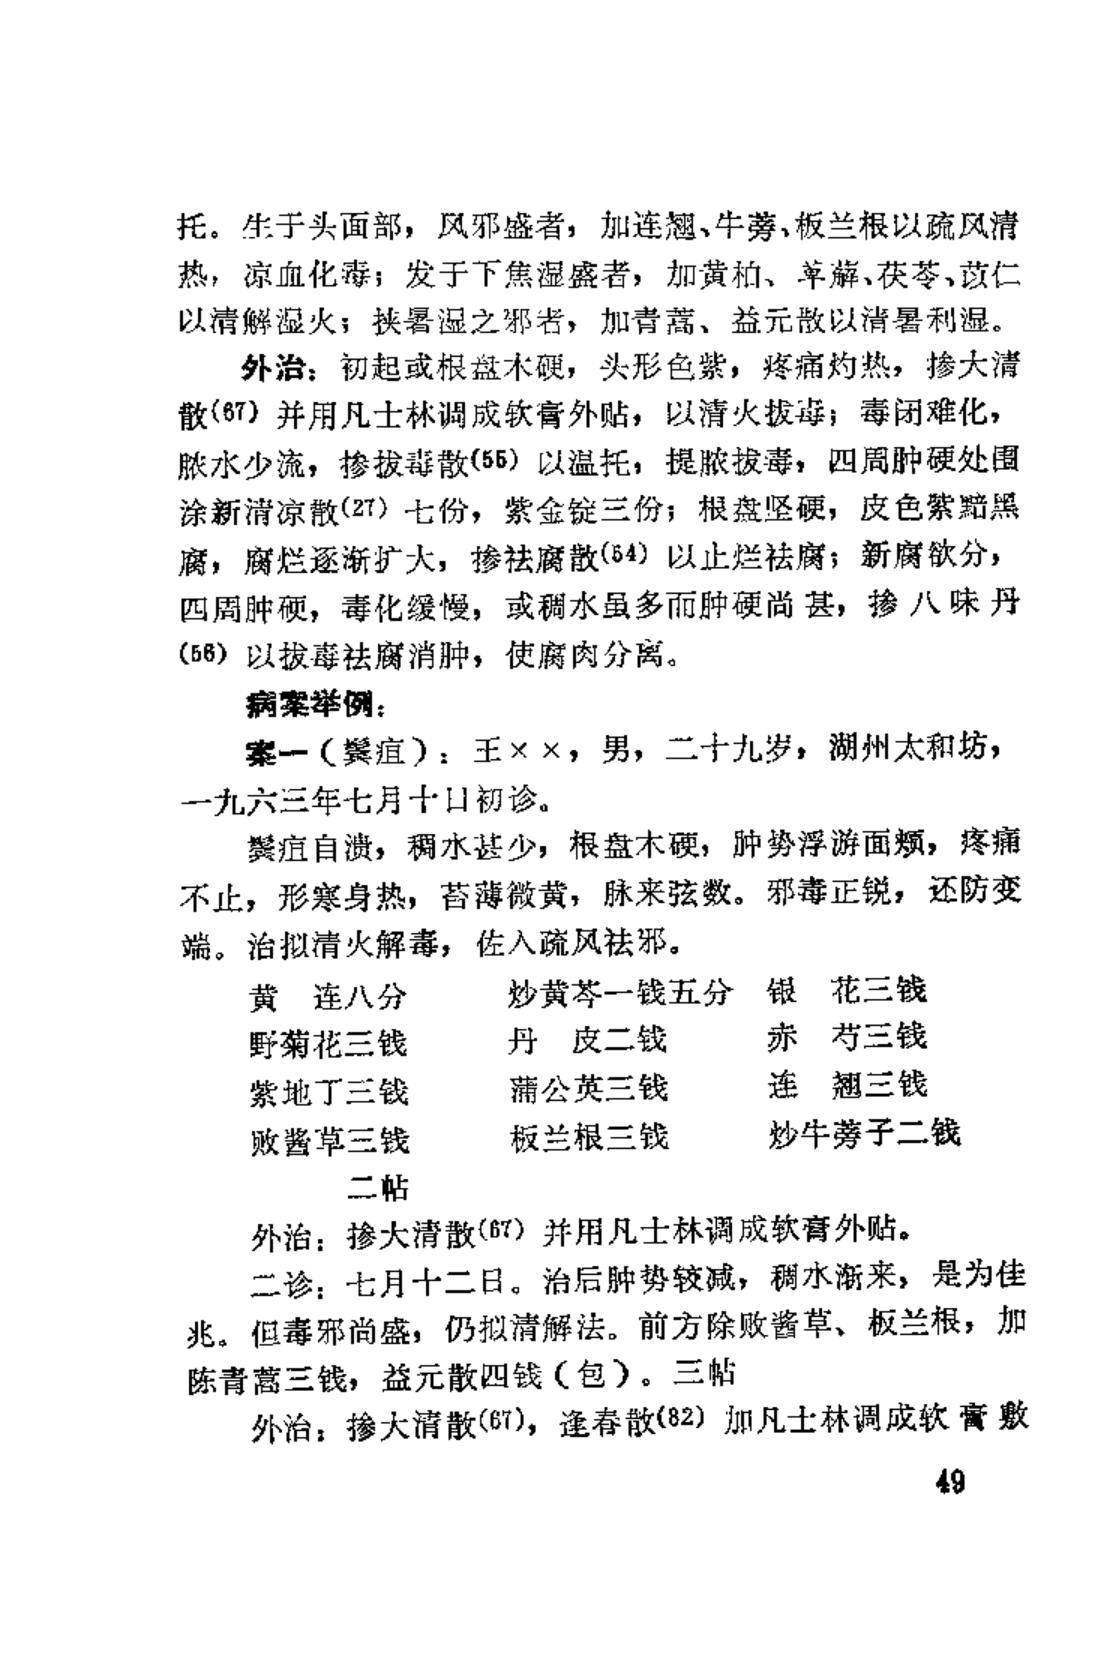 托。生于头面部，风邪盛者，加连翘、牛蒡、板兰根以疏风清
热，凉血化毒；发于下焦湿盛者，加黄柏、萆薢、茯苓、苡仁
以清解湿火；挟暑湿之邪者，加青蒿、益元散以清暑利湿。
外治：初起或根盘木硬，头形色紫，疼痛灼热，掺大清
散(67)并用凡士林调成软膏外贴，以清火拔毒；毒闭难化，
脓水少流，掺拔毒散(55)以温托，提脓拔毒，四周肿硬处围
涂新清凉散(27)七份，紫金锭三份；根盘坚硬，皮色紫黯黑
腐，腐烂逐渐扩大，掺祛腐散(54)以止烂祛腐；新腐欲分，
四周肿硬，毒化缓慢，或稠水虽多而肿硬尚甚，掺八味丹
(56)以拔毒祛腐消肿，使腐肉分离。
病案举例：
案一（鬓疽）：王××，男，二十九岁，湖州太和坊，
一九六三年七月十日初诊。
鬓疽自溃，稠水甚少，根盘木硬，肿势浮游面颊，疼痛
不止，形寒身热，苔薄微黄，脉来弦数。邪毒正锐，还防变
端。治拟清火解毒，佐入疏风祛邪。
黄　连八分　炒黄芩一钱五分　银　花三钱
野菊花三钱　丹　皮二钱　赤　芍三钱
紫地丁三钱　蒲公英三钱　连　翘三钱
败酱草三钱　板兰根三钱　炒牛蒡子二钱
二帖
外治：掺大清散(67)并用凡士林调成软膏外贴。
二诊：七月十二日。治后肿势较减，稠水渐来，是为佳
兆。但毒邪尚盛，仍拟清解法。前方除败酱草、板兰根，加
陈青蒿三钱，益元散四钱（包）。三帖
外治：掺大清散(67)，逢春散(82)加凡士林调成软膏敷
49